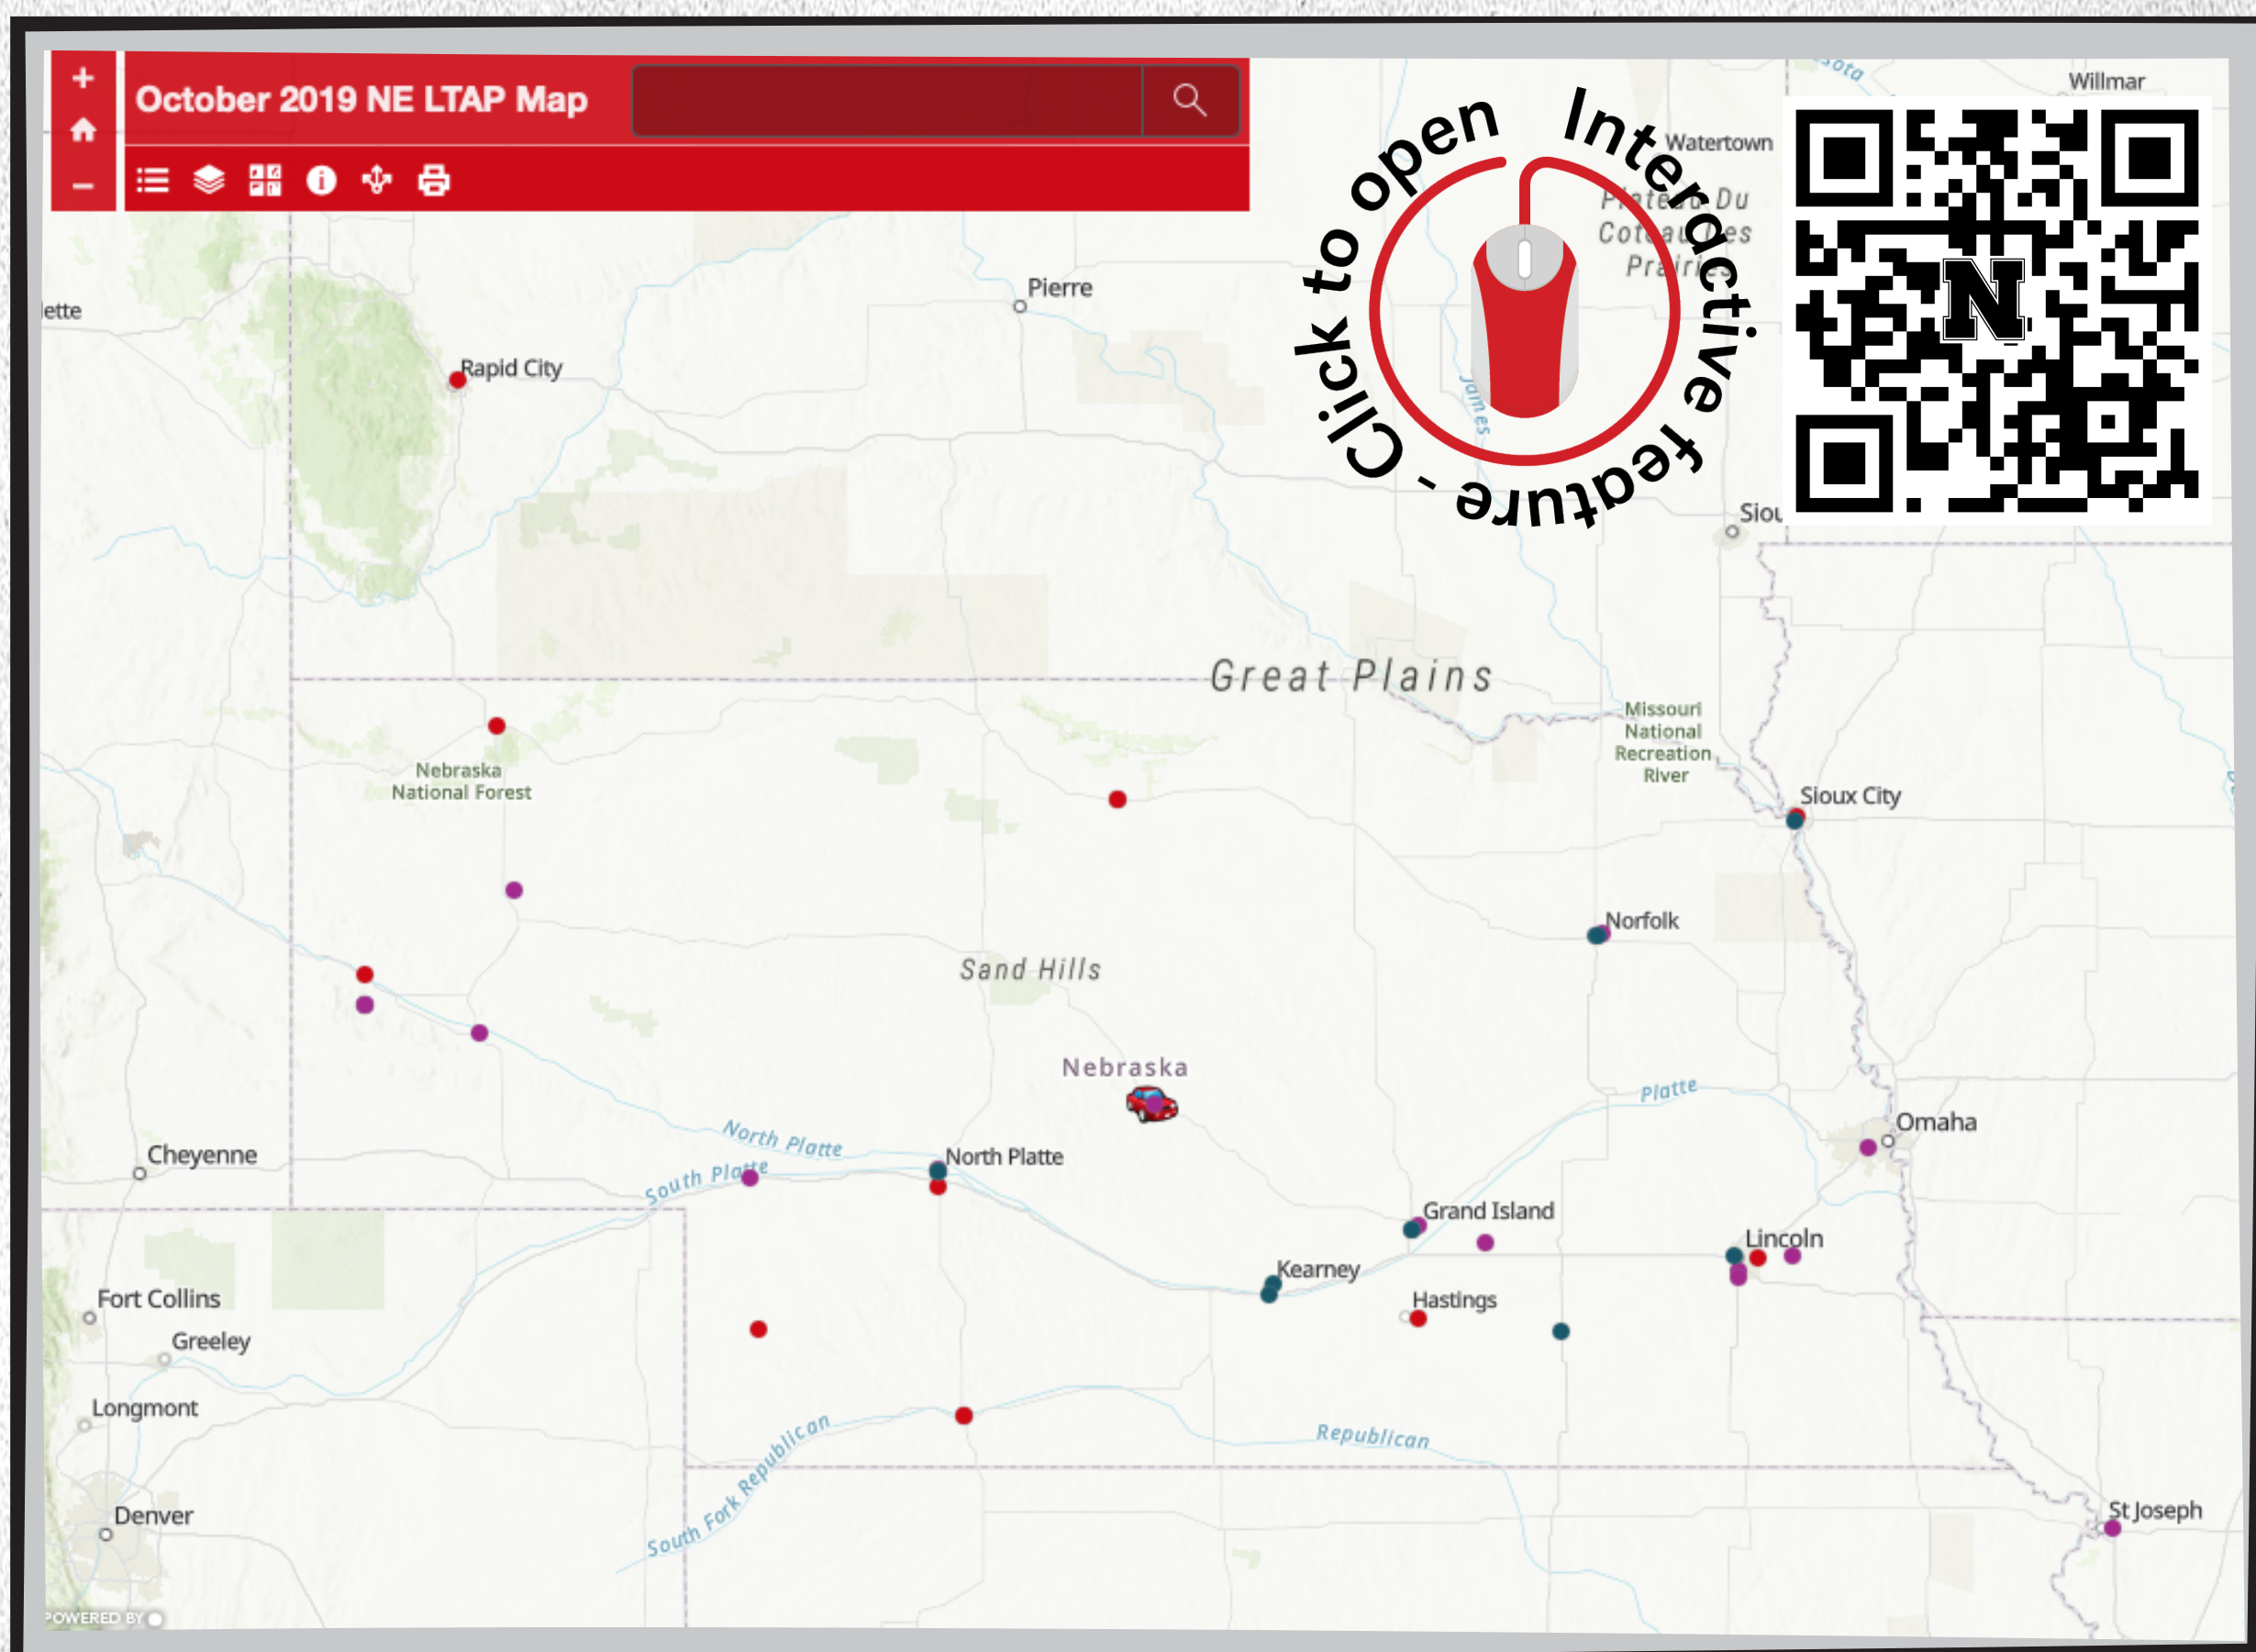 October 2019 NE LTAP Map
Interactive feature - Click to open
Willmar
Watertown
Plateau Du
Coteau Des
Prairies
N
Pierre
lette
Rapid City
James
Siou
Great Plains
Missouri
National
Recreation
River
Nebraska
National Forest
Sioux City
Norfolk
Sand Hills
Nebraska
Platte
Omaha
North Platte
North Platte
Cheyenne
South Platte
Grand Island
Lincoln
Kearney
Hastings
Fort Collins
Greeley
Longmont
South Fork Republican
Republican
Denver
St Joseph
POWERED BY